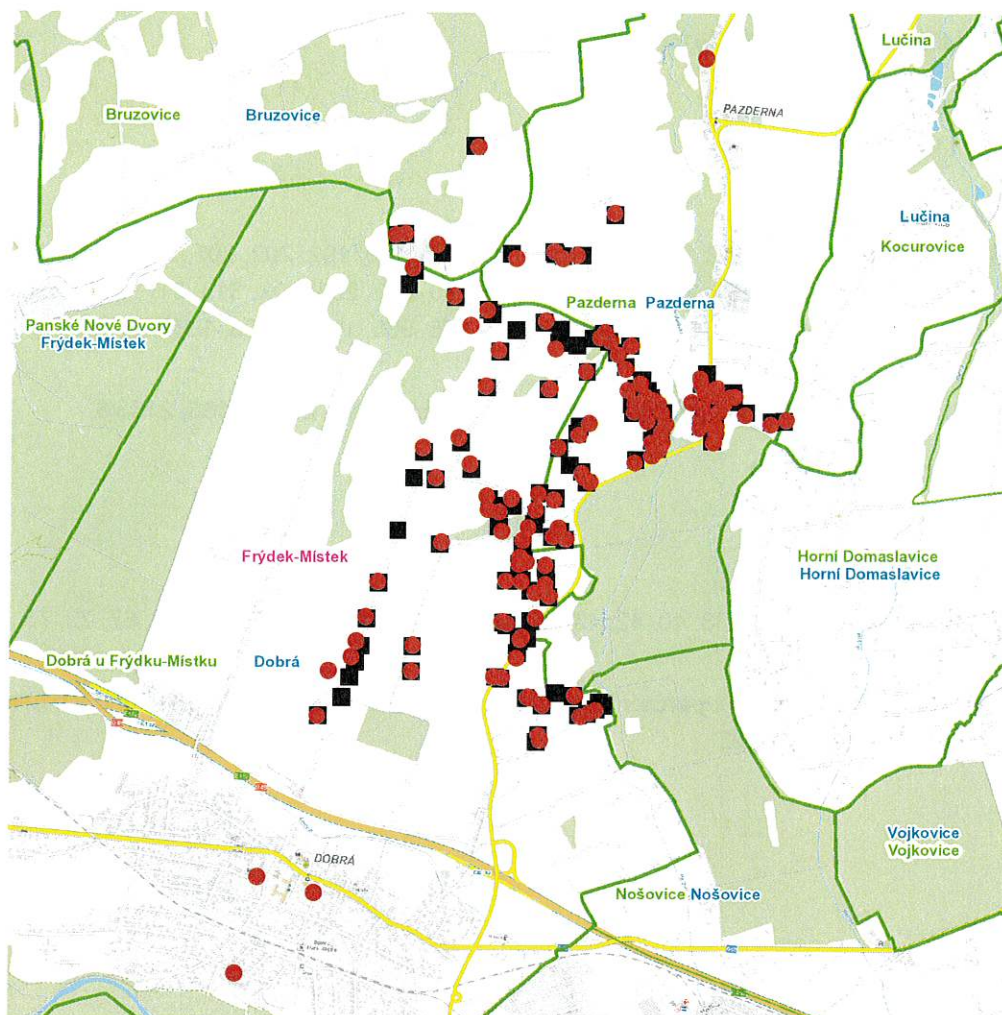 Lučina
Bruzovice
Bruzovice
PAZDERNA
Lučina
Kocurovice
Pazderna Pazderna
Panské Nové Dvory
Frýdek-Místek
Frýdek-Místek
Horní Domaslavice
Horní Domaslavice
Dobrá u Frýdku-Místku
Dobrá
Vojkovice
Vojkovice
DOBRÁ
Nošovice Nošovice